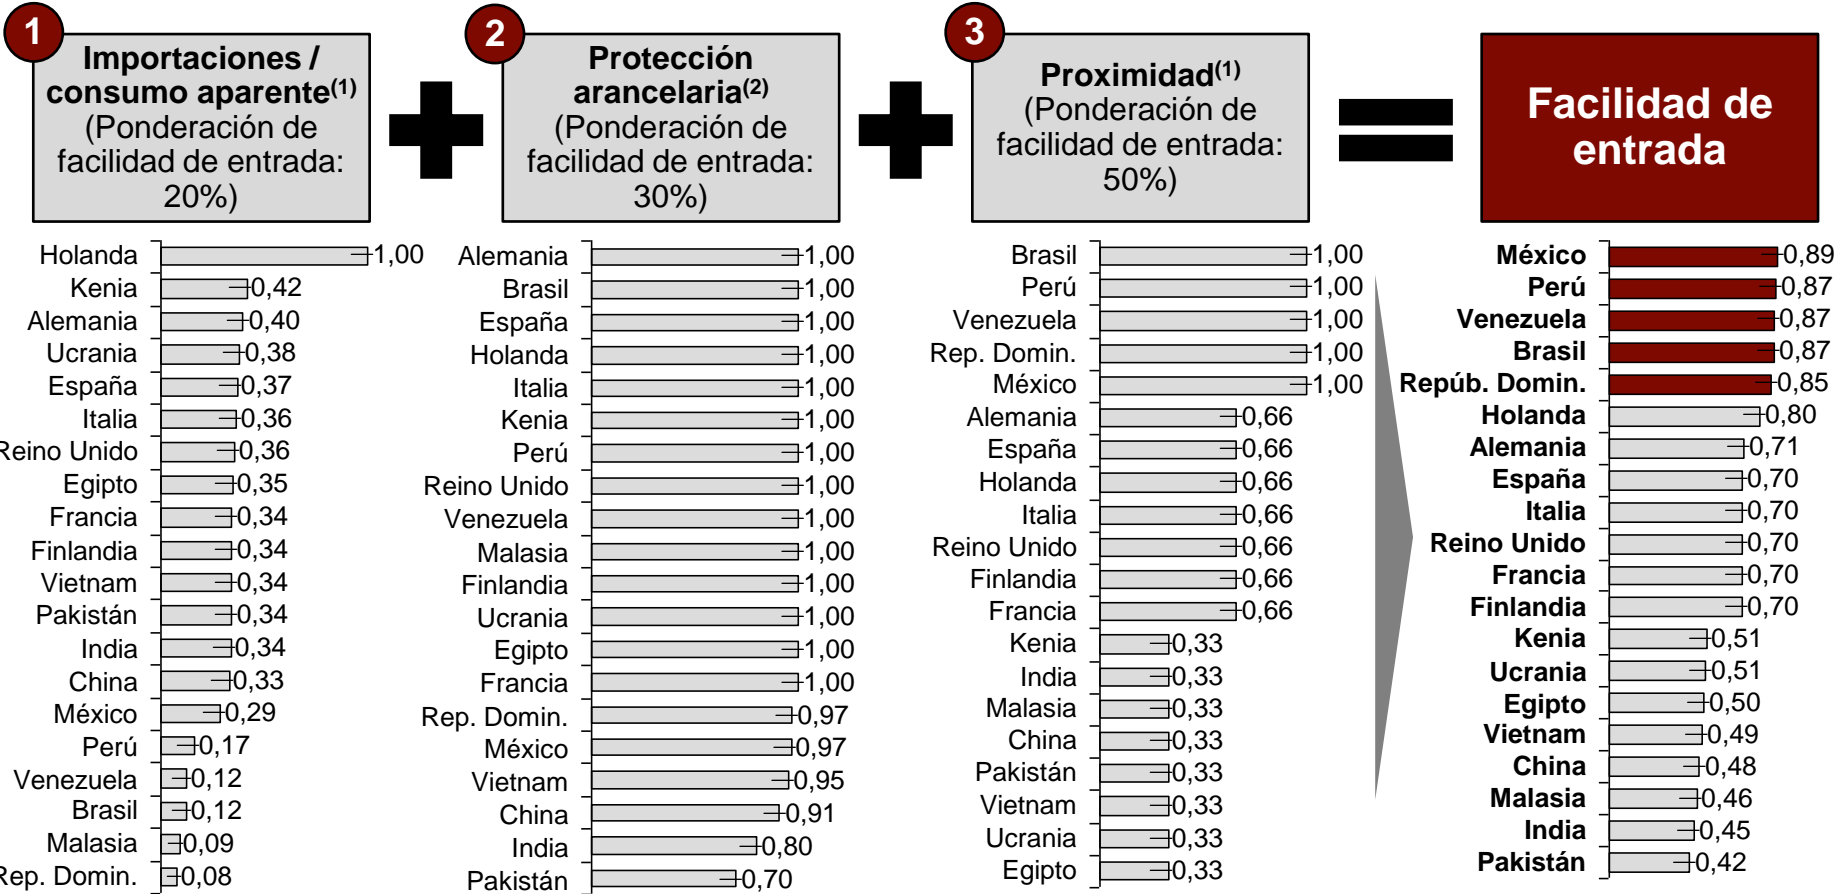 1
Importaciones /
consumo aparente(1)
(Ponderación de
facilidad de entrada:
20%)
2
Protección
arancelaria(2)
(Ponderación de
facilidad de entrada:
30%)
3
Proximidad(1)
(Ponderación de
facilidad de entrada:
50%)
Facilidad de
entrada
Holanda 1,00
Kenia 0,42
Alemania 0,40
Ucrania 0,38
España 0,37
Italia 0,36
Reino Unido 0,36
Egipto 0,35
Francia 0,34
Finlandia 0,34
Vietnam 0,34
Pakistán 0,34
India 0,34
China 0,33
México 0,29
Perú 0,17
Venezuela 0,12
Brasil 0,12
Malasia 0,09
Rep. Domin. 0,08
Alemania 1,00
Brasil 1,00
España 1,00
Holanda 1,00
Italia 1,00
Kenia 1,00
Perú 1,00
Reino Unido 1,00
Venezuela 1,00
Malasia 1,00
Finlandia 1,00
Ucrania 1,00
Egipto 1,00
Francia 1,00
Rep. Domin. 0,97
México 0,97
Vietnam 0,95
China 0,91
India 0,80
Pakistán 0,70
Brasil 1,00
Perú 1,00
Venezuela 1,00
Rep. Domin. 1,00
México 1,00
Alemania 0,66
España 0,66
Holanda 0,66
Italia 0,66
Reino Unido 0,66
Finlandia 0,66
Francia 0,66
Kenia 0,33
India 0,33
Malasia 0,33
China 0,33
Pakistán 0,33
Vietnam 0,33
Ucrania 0,33
Egipto 0,33
México 0,89
Perú 0,87
Venezuela 0,87
Brasil 0,87
Repúb. Domin. 0,85
Holanda 0,80
Alemania 0,71
España 0,70
Italia 0,70
Reino Unido 0,70
Francia 0,70
Finlandia 0,70
Kenia 0,51
Ucrania 0,51
Egipto 0,50
Vietnam 0,49
China 0,48
Malasia 0,46
India 0,45
Pakistán 0,42